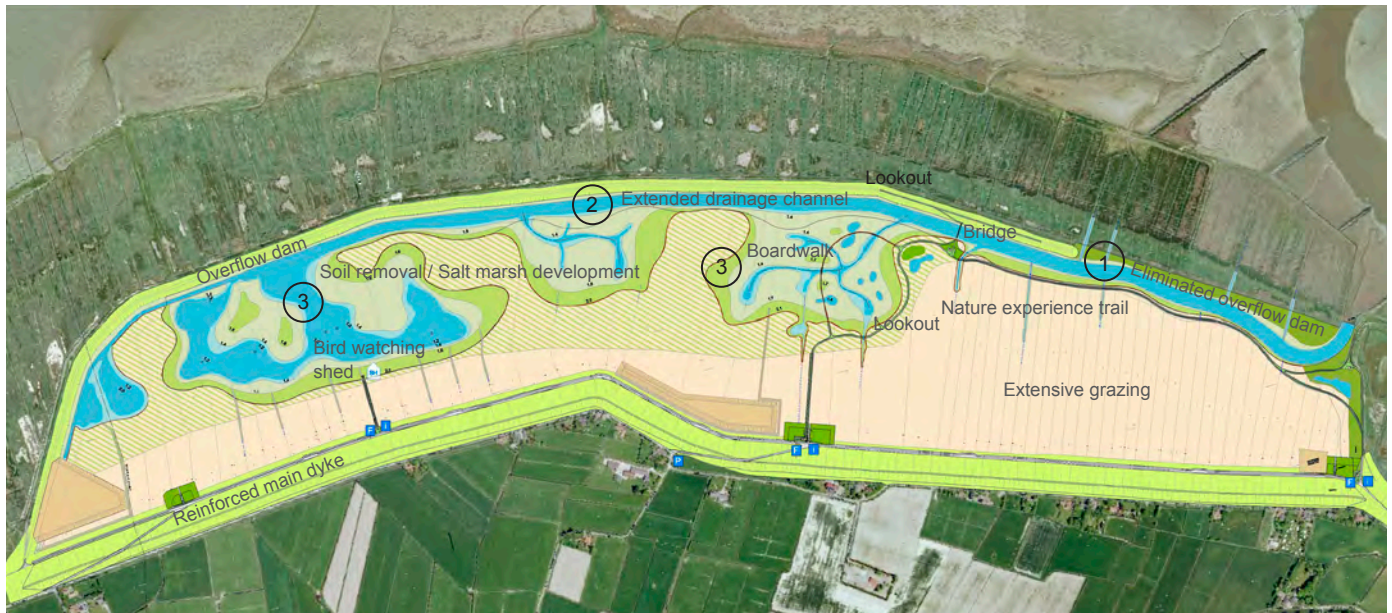 Lookout
2
Extended drainage channel
Bridge
1
Overflow dam
3
Boardwalk
Eliminated overflow dam
Soil removal / Salt marsh development
3
Nature experience trail
Lookout
Bird watching
shed
Extensive grazing
F i
F i
P
F i
Reinforced main dyke